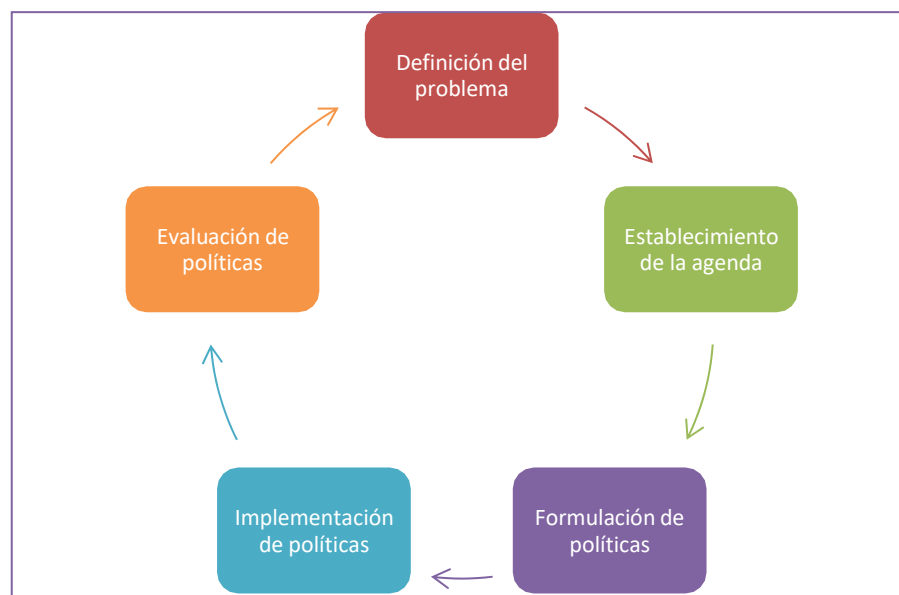 Definición del
problema
Establecimiento
de la agenda
Formulación de
políticas
Implementación
de políticas
Evaluación de
políticas